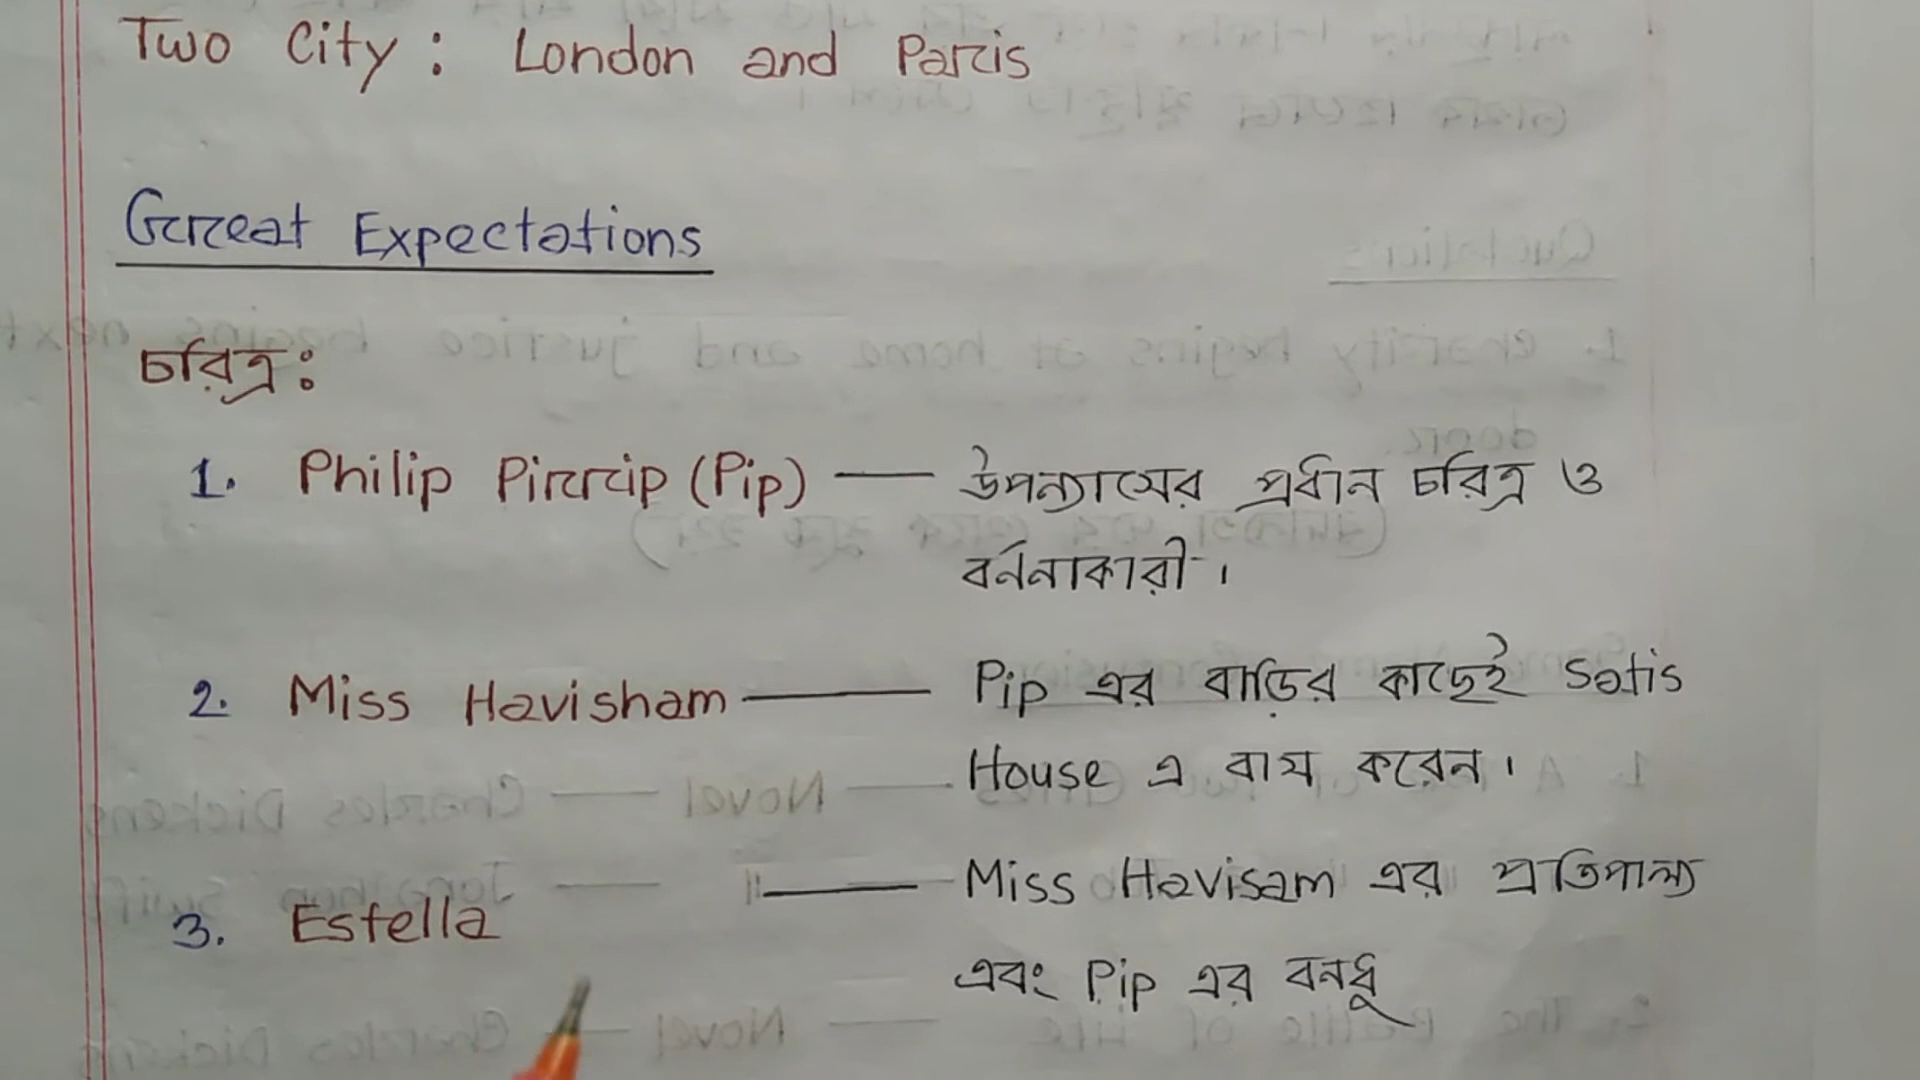 Two City : London and Paris
Great Expectations
চরিত্র :
1. Philip Pirrip (Pip) — উপন্যাসের প্রধান চরিত্র ও
বর্ননাকারী ।
2. Miss Havisham — Pip এর বাড়ির কাছেই Satis
House এ বাস করেন ।
3. Estella — Miss Havisam এর প্রতিপাল্য
এবং Pip এর বন্ধু